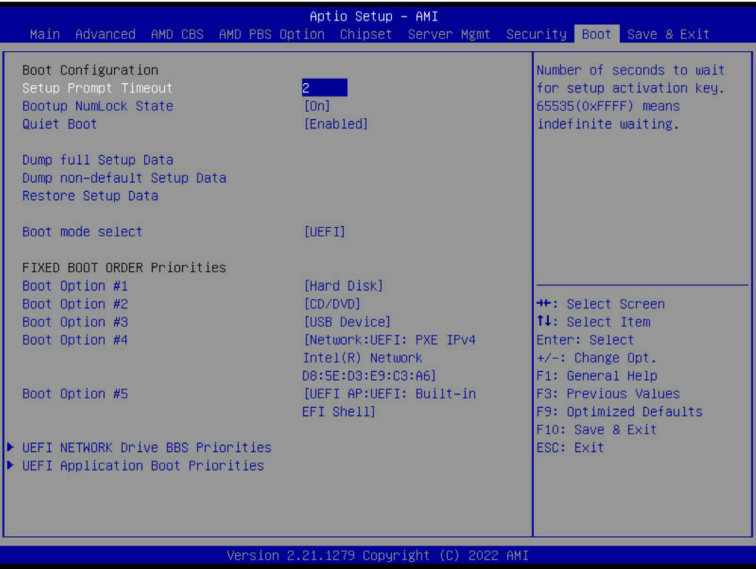 Aptio Setup – AMI
Main Advanced AMD CBS AMD PBS Option Chipset Server Mgmt Security Boot Save & Exit
Boot Configuration
Setup Prompt Timeout 2
Bootup NumLock State [On]
Quiet Boot [Enabled]
Dump full Setup Data
Dump non-default Setup Data
Restore Setup Data
Boot mode select [UEFI]
FIXED BOOT ORDER Priorities
Boot Option #1 [Hard Disk]
Boot Option #2 [CD/DVD]
Boot Option #3 [USB Device]
Boot Option #4 [Network:UEFI: PXE IPv4
Intel(R) Network
D8:5E:D3:E9:C3:A6]
Boot Option #5 [UEFI AP:UEFI: Built-in
EFI Shell]
UEFI NETWORK Drive BBS Priorities
UEFI Application Boot Priorities
Number of seconds to wait
for setup activation key.
65535(0xFFFF) means
indefinite waiting.
→←: Select Screen
↑↓: Select Item
Enter: Select
+/-: Change Opt.
F1: General Help
F3: Previous Values
F9: Optimized Defaults
F10: Save & Exit
ESC: Exit
Version 2.21.1279 Copyright (C) 2022 AMI